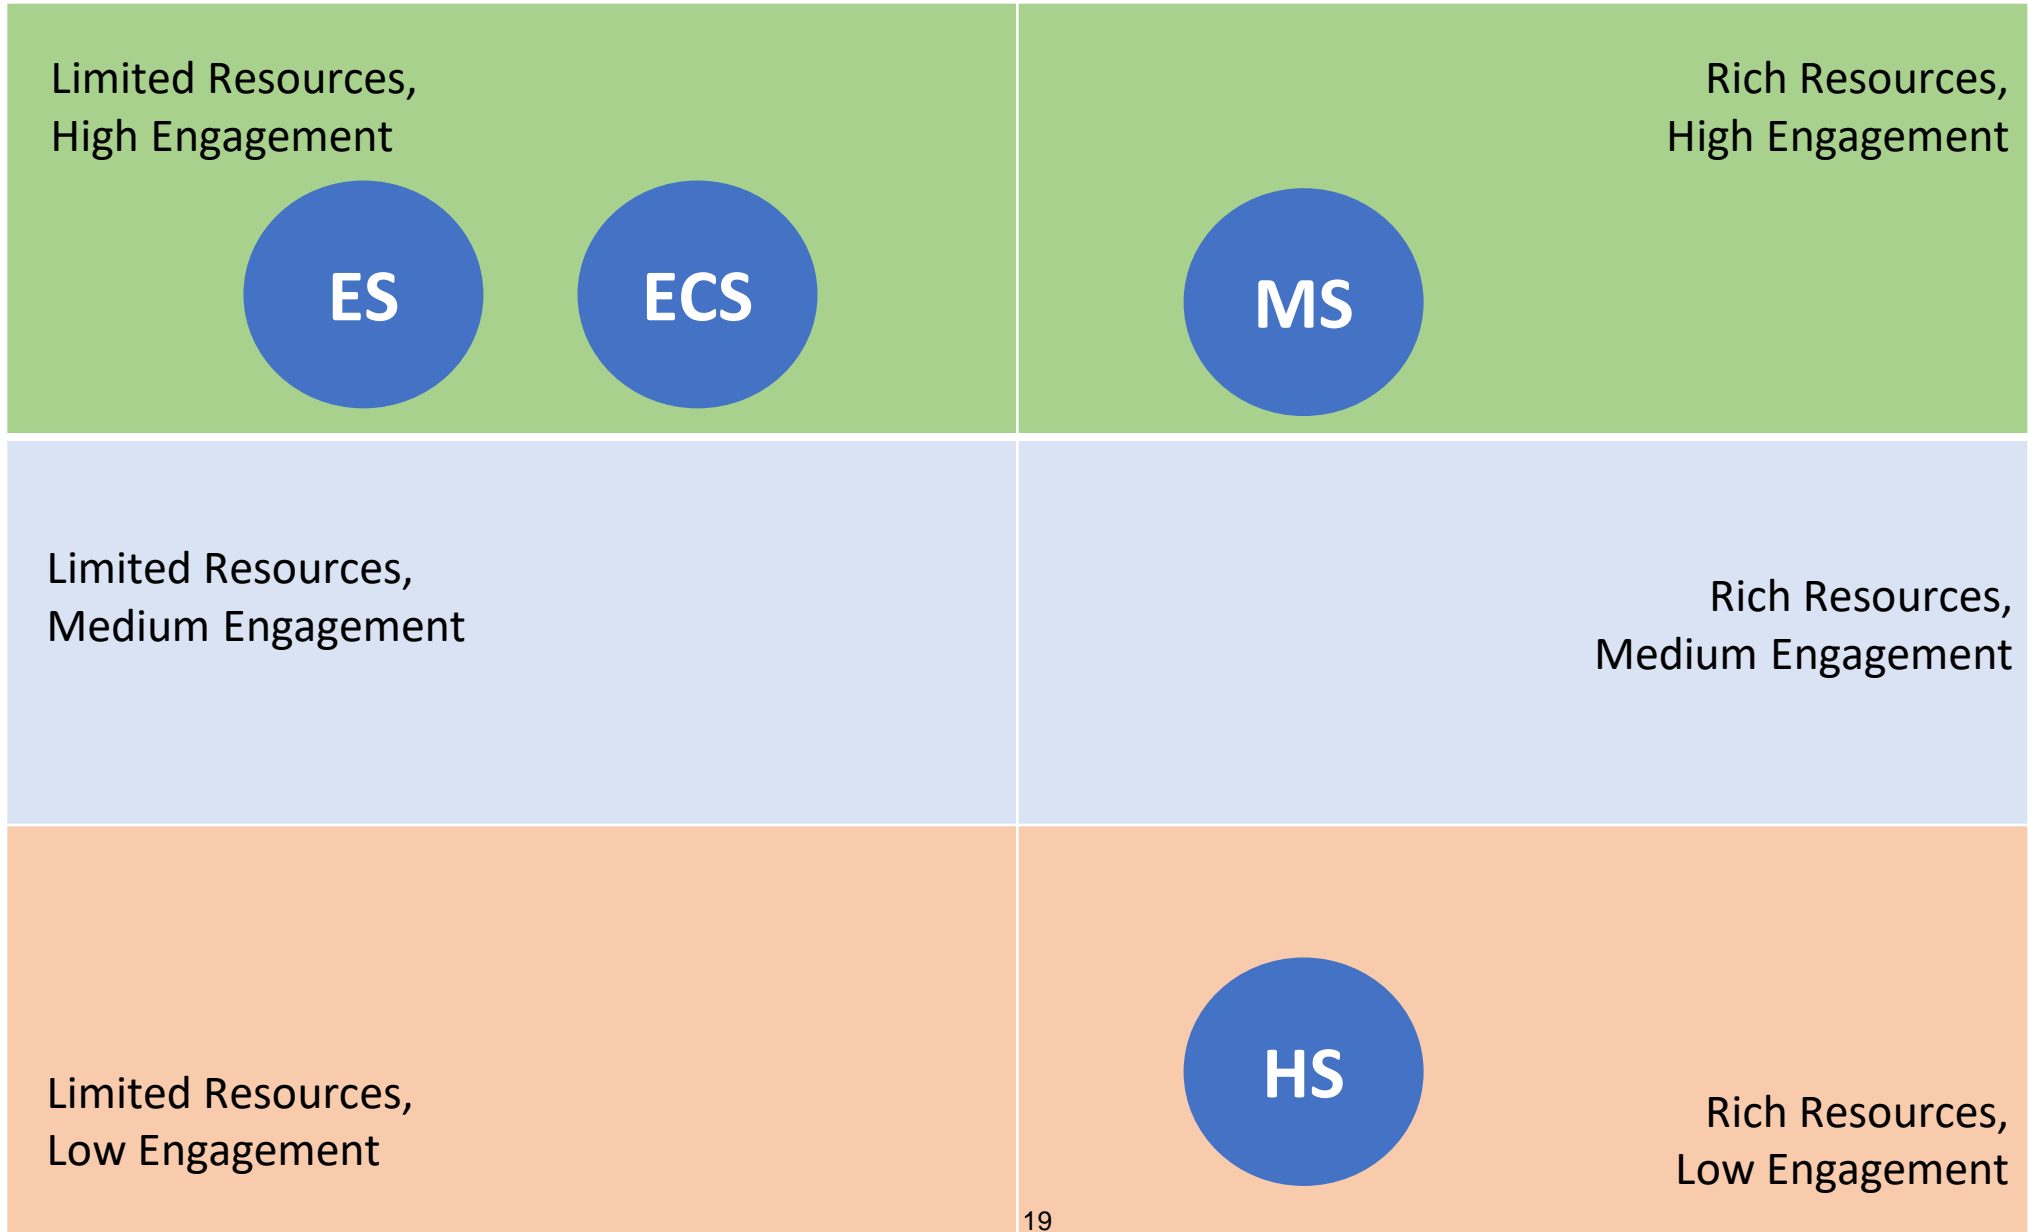 Limited Resources,
High Engagement
Rich Resources,
High Engagement
ES
ECS
MS
Limited Resources,
Medium Engagement
Rich Resources,
Medium Engagement
Limited Resources,
Low Engagement
HS
Rich Resources,
Low Engagement
19